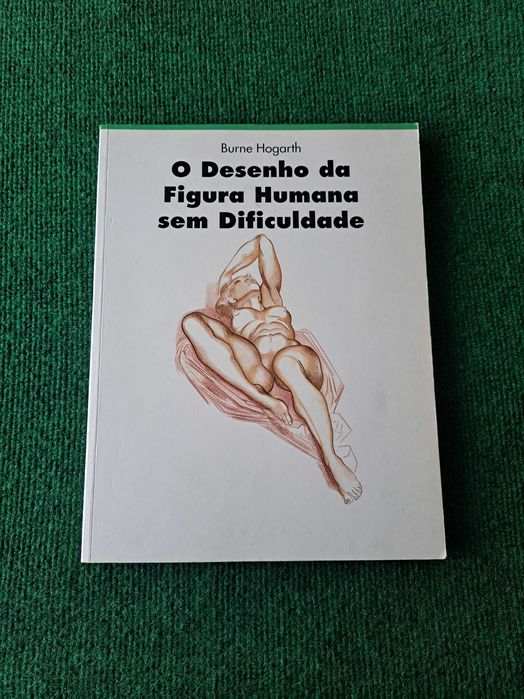 Burne Hogarth
O Desenho da
Figura Humana
sem Dificuldade